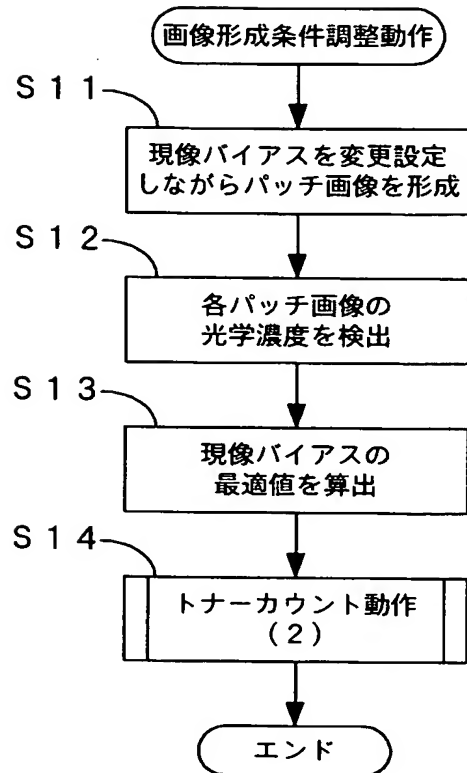 画像形成条件調整動作
S11
現像バイアスを変更設定
しながらパッチ画像を形成
S12
各パッチ画像の
光学濃度を検出
S13
現像バイアスの
最適値を算出
S14
トナーカウント動作
(2)
エンド